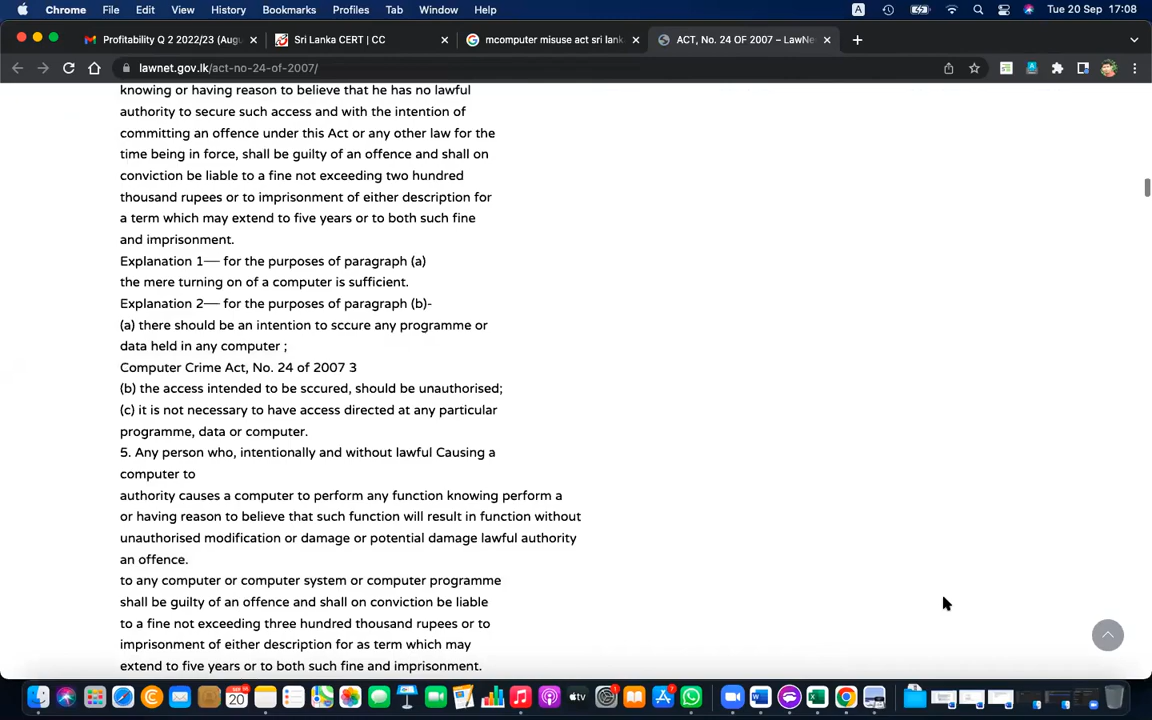 Chrome File Edit View History Bookmarks Profiles Tab Window Help A Tue 20 Sep 17:08
Profitability Q 2 2022/23 (Augu × Sri Lanka CERT | CC × mcomputer misuse act sri lank × ACT, No. 24 OF 2007 – LawNe × +
lawnet.gov.lk/act-no-24-of-2007/
knowing or having reason to believe that he has no lawful
authority to secure such access and with the intention of
committing an offence under this Act or any other law for the
time being in force, shall be guilty of an offence and shall on
conviction be liable to a fine not exceeding two hundred
thousand rupees or to imprisonment of either description for
a term which may extend to five years or to both such fine
and imprisonment.
Explanation 1— for the purposes of paragraph (a)
the mere turning on of a computer is sufficient.
Explanation 2— for the purposes of paragraph (b)-
(a) there should be an intention to sccure any programme or
data held in any computer ;
Computer Crime Act, No. 24 of 2007 3
(b) the access intended to be sccured, should be unauthorised;
(c) it is not necessary to have access directed at any particular
programme, data or computer.
5. Any person who, intentionally and without lawful Causing a
computer to
authority causes a computer to perform any function knowing perform a
or having reason to believe that such function will result in function without
unauthorised modification or damage or potential damage lawful authority
an offence.
to any computer or computer system or computer programme
shall be guilty of an offence and shall on conviction be liable
to a fine not exceeding three hundred thousand rupees or to
imprisonment of either description for as term which may
extend to five years or to both such fine and imprisonment.